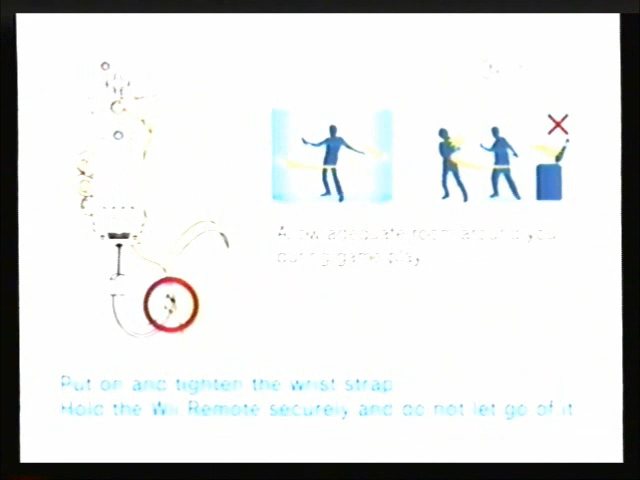 Allow adequate room around you
during game play
Put on and tighten the wrist strap
Hold the Wii Remote securely and do not let go of it